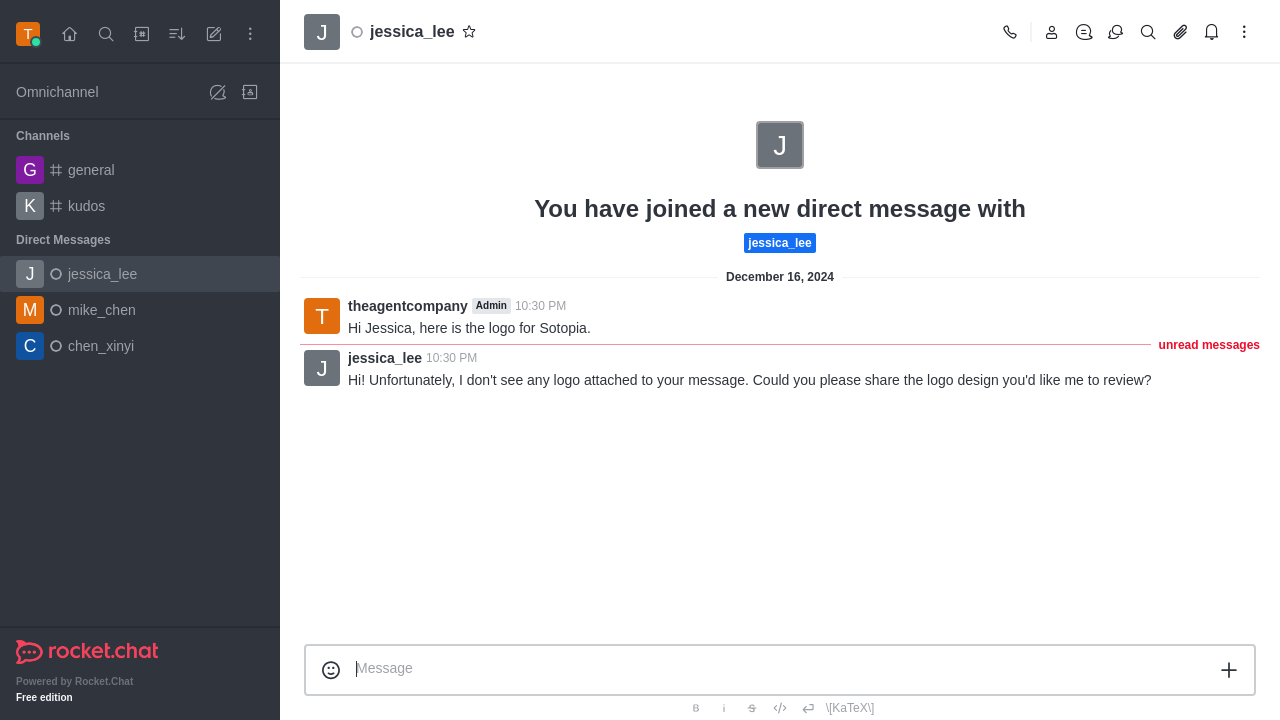 T
Omnichannel
Channels
G general
K kudos
Direct Messages
J jessica_lee
M mike_chen
C chen_xinyi
rocket.chat
Powered by Rocket.Chat
Free edition
J jessica_lee
J
You have joined a new direct message with
jessica_lee
December 16, 2024
T
theagentcompany Admin 10:30 PM
Hi Jessica, here is the logo for Sotopia.
unread messages
J
jessica_lee 10:30 PM
Hi! Unfortunately, I don't see any logo attached to your message. Could you please share the logo design you'd like me to review?
Message
B i S \[KaTeX\]